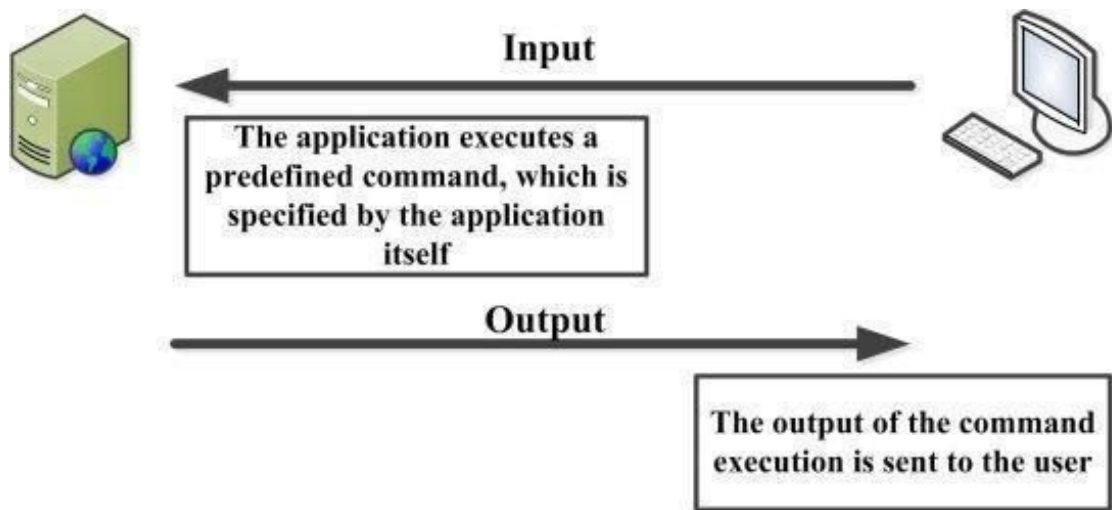 Input
The application executes a
predefined command, which is
specified by the application
itself
Output
The output of the command
execution is sent to the user